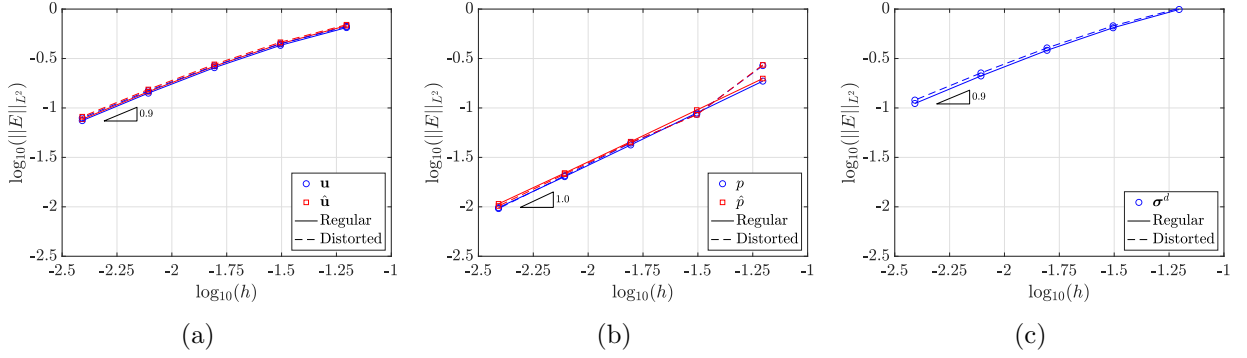 0
-0.5
-1
-1.5
-2
-2.5
-2.5 -2.25 -2 -1.75 -1.5 -1.25 -1
log₁₀(h)
log₁₀(||E||_{L²})
0.9
u
û
Regular
Distorted
(a)
0
-0.5
-1
-1.5
-2
-2.5
-2.5 -2.25 -2 -1.75 -1.5 -1.25 -1
log₁₀(h)
log₁₀(||E||_{L²})
1.0
p
p̂
Regular
Distorted
(b)
0
-0.5
-1
-1.5
-2
-2.5
-2.5 -2.25 -2 -1.75 -1.5 -1.25 -1
log₁₀(h)
log₁₀(||E||_{L²})
0.9
σᵈ
Regular
Distorted
(c)